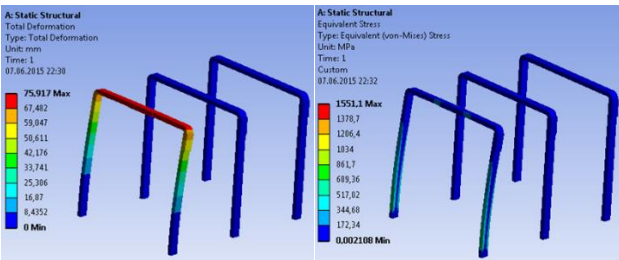 A: Static Structural
Total Deformation
Type: Total Deformation
Unit: mm
Time: 1
07.06.2015 22:30
75,917 Max
67,482
59,047
50,611
42,176
33,741
25,306
16,87
8,4352
0 Min
A: Static Structural
Equivalent Stress
Type: Equivalent (von-Mises) Stress
Unit: MPa
Time: 1
Custom
07.06.2015 22:32
1551,1 Max
1378,7
1206,4
1034
861,7
689,36
517,02
344,68
172,34
0,002108 Min